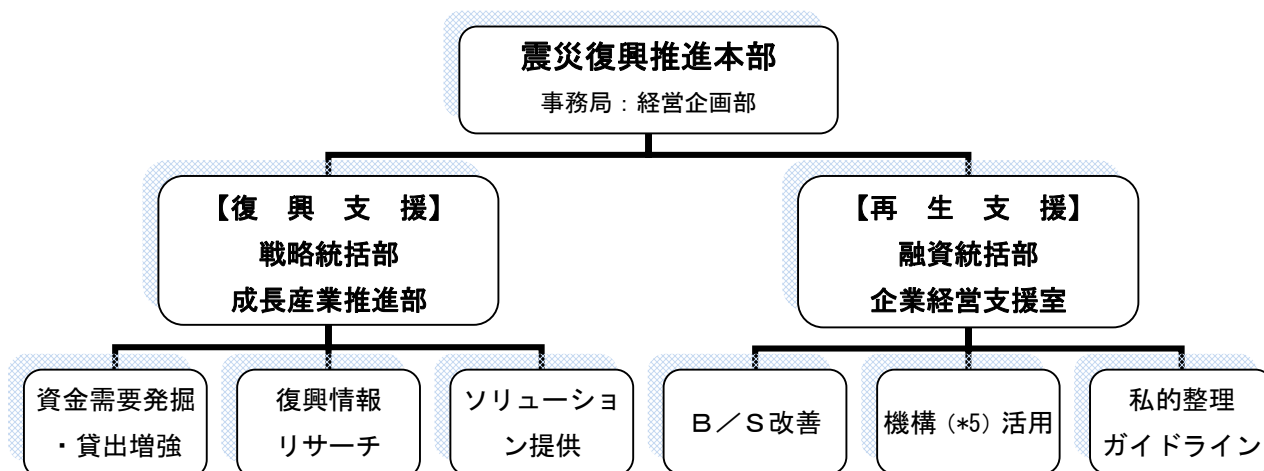 震災復興推進本部
事務局：経営企画部
【復　興　支　援】
戦略統括部
成長産業推進部
【再　生　支　援】
融資統括部
企業経営支援室
資金需要発掘
・貸出増強
復興情報
リサーチ
ソリューショ
ン提供
Ｂ／Ｓ改善
機構 (*5) 活用
私的整理
ガイドライン